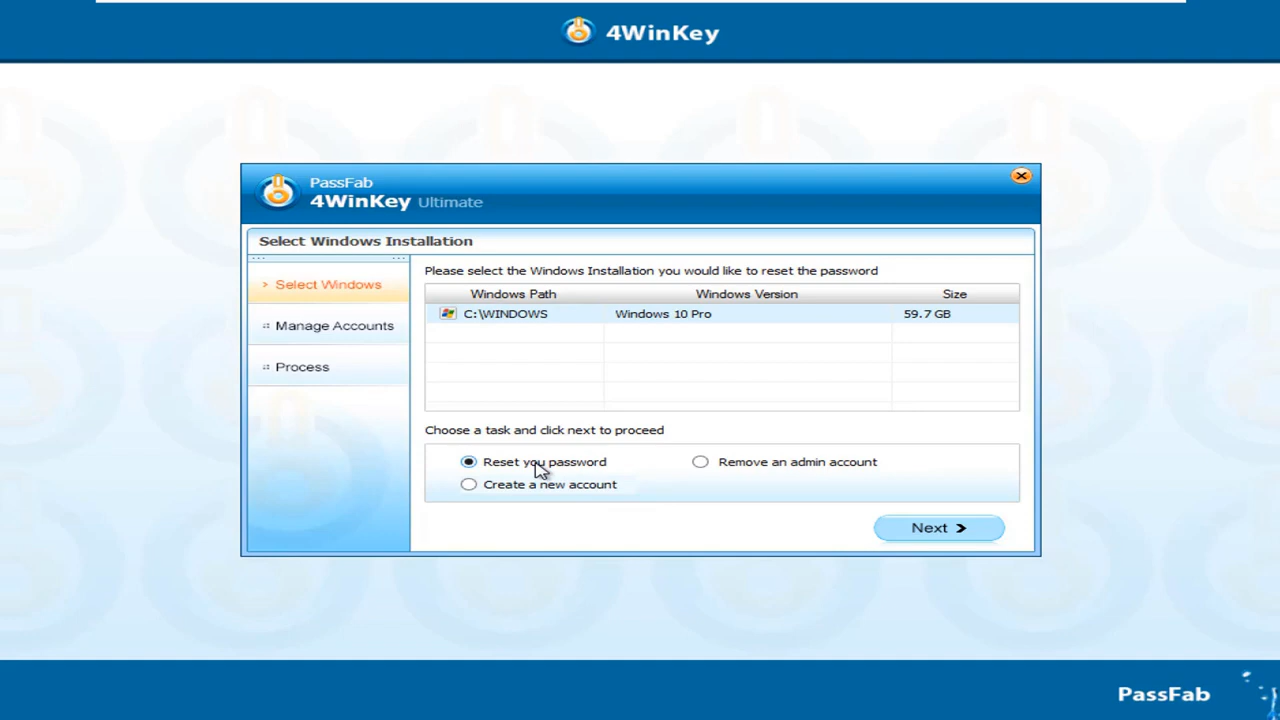 4WinKey
PassFab
4WinKey Ultimate
Select Windows Installation
Select Windows
Manage Accounts
Process
Please select the Windows Installation you would like to reset the password
Windows Path Windows Version Size
C:\WINDOWS Windows 10 Pro 59.7 GB
Choose a task and click next to proceed
Reset you password Remove an admin account
Create a new account
Next
PassFab